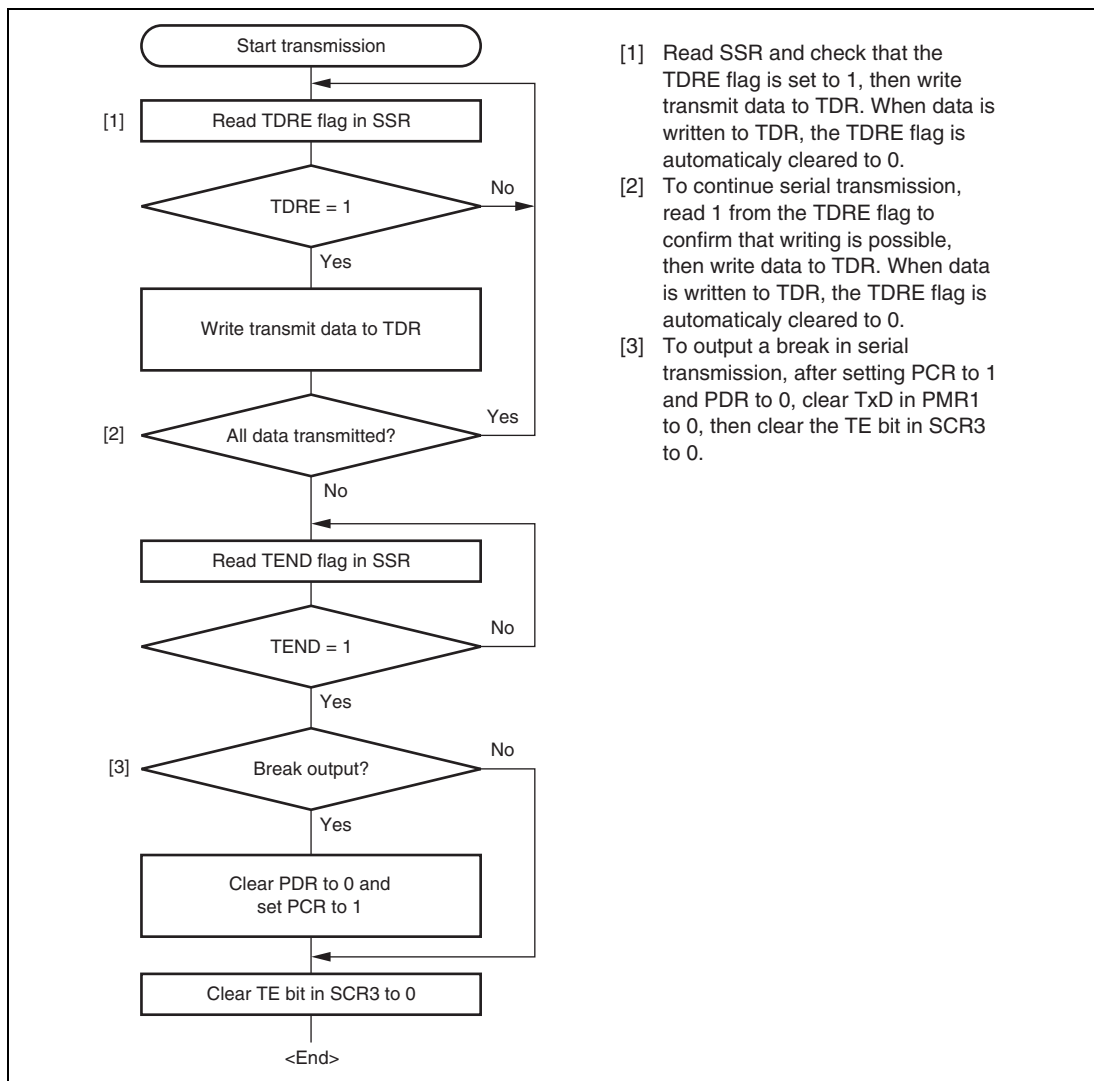 Start transmission
[1]
Read TDRE flag in SSR
No
TDRE = 1
Yes
Write transmit data to TDR
Yes
[2]
All data transmitted?
No
Read TEND flag in SSR
No
TEND = 1
Yes
No
[3]
Break output?
Yes
Clear PDR to 0 and
set PCR to 1
Clear TE bit in SCR3 to 0
<End>
[1] Read SSR and check that the
TDRE flag is set to 1, then write
transmit data to TDR. When data is
written to TDR, the TDRE flag is
automaticaly cleared to 0.
[2] To continue serial transmission,
read 1 from the TDRE flag to
confirm that writing is possible,
then write data to TDR. When data
is written to TDR, the TDRE flag is
automaticaly cleared to 0.
[3] To output a break in serial
transmission, after setting PCR to 1
and PDR to 0, clear TxD in PMR1
to 0, then clear the TE bit in SCR3
to 0.